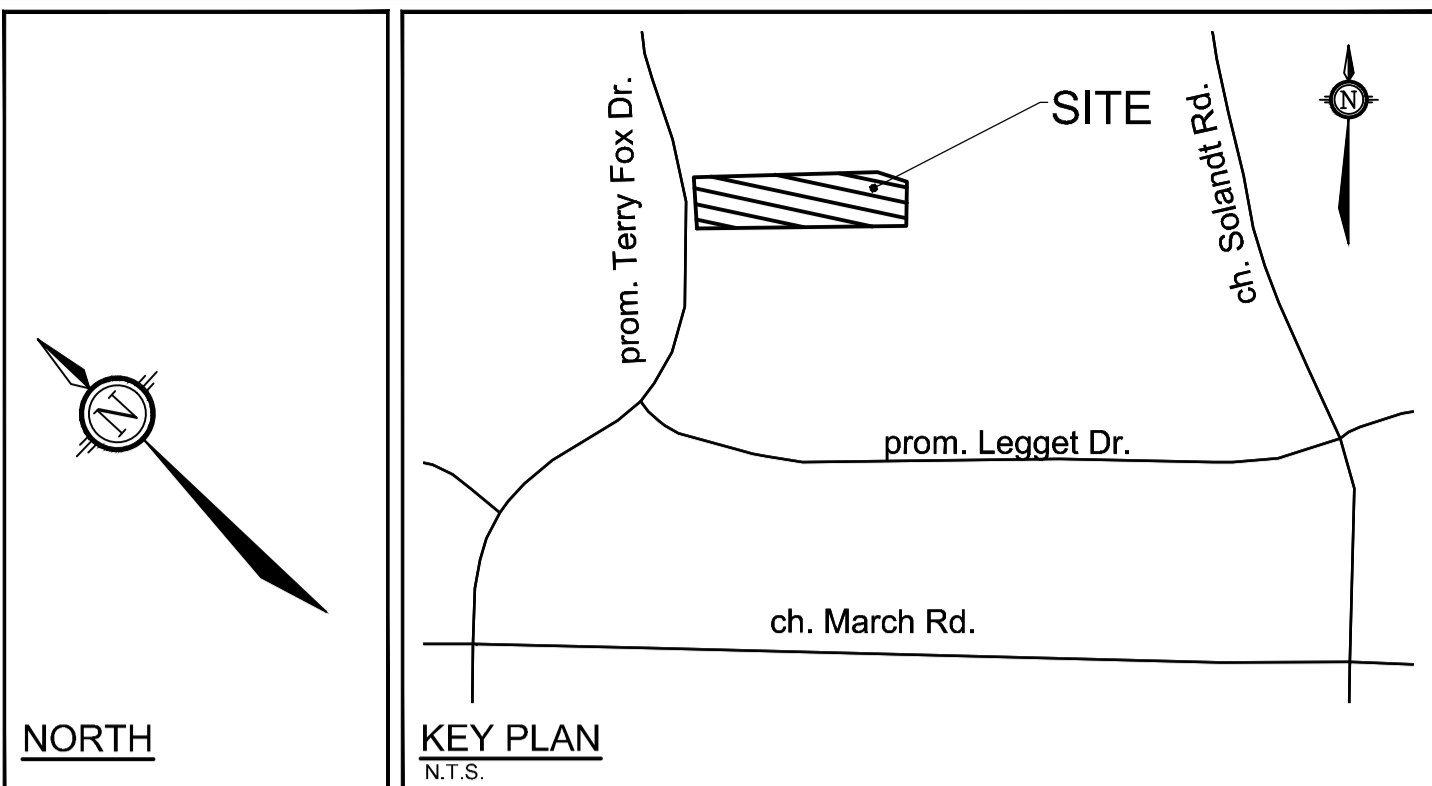 NORTH
N
SITE
N
prom. Terry Fox Dr.
ch. Solandt Rd.
prom. Legget Dr.
ch. March Rd.
KEY PLAN
N.T.S.